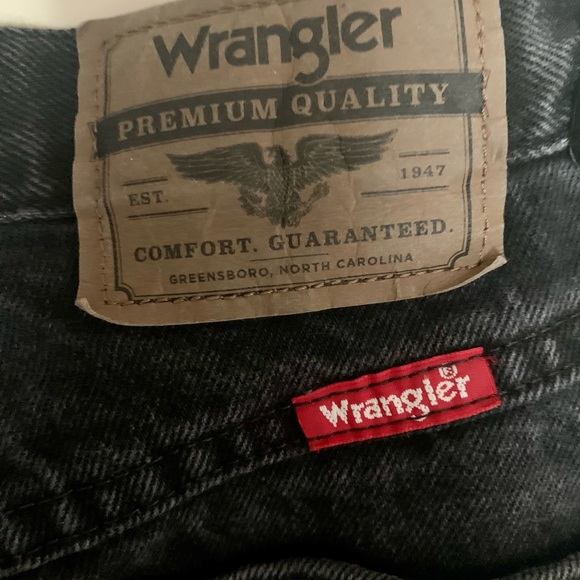 Wrangler
PREMIUM QUALITY
EST. 1947
COMFORT. GUARANTEED.
GREENSBORO, NORTH CAROLINA
Wrangler®